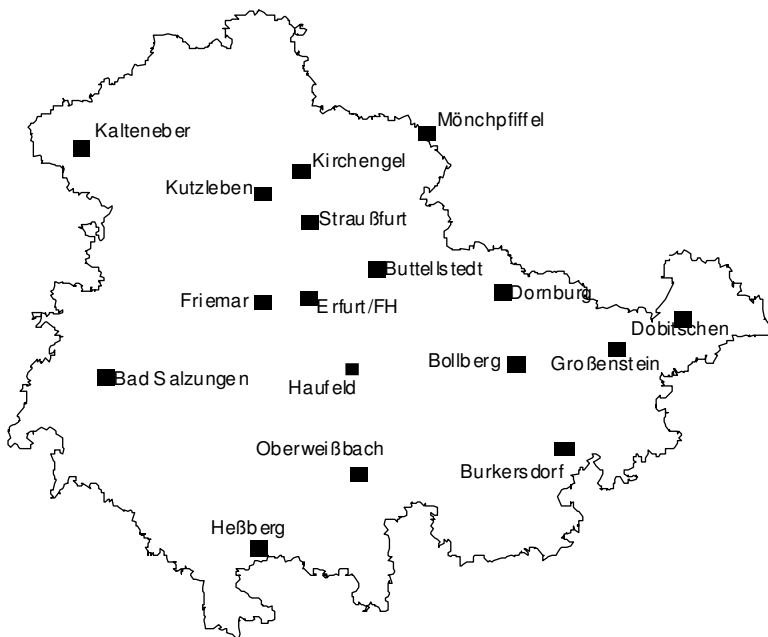 Mönchpfiffel
Kalteneber
Kirchengel
Kutzleben
Straußfurt
Buttelstedt
Dornburg
Friemar
Erfurt/FH
Dobitschen
Bollberg
Großenstein
Bad Salzungen
Haufeld
Oberweißbach
Burkersdorf
Heßberg